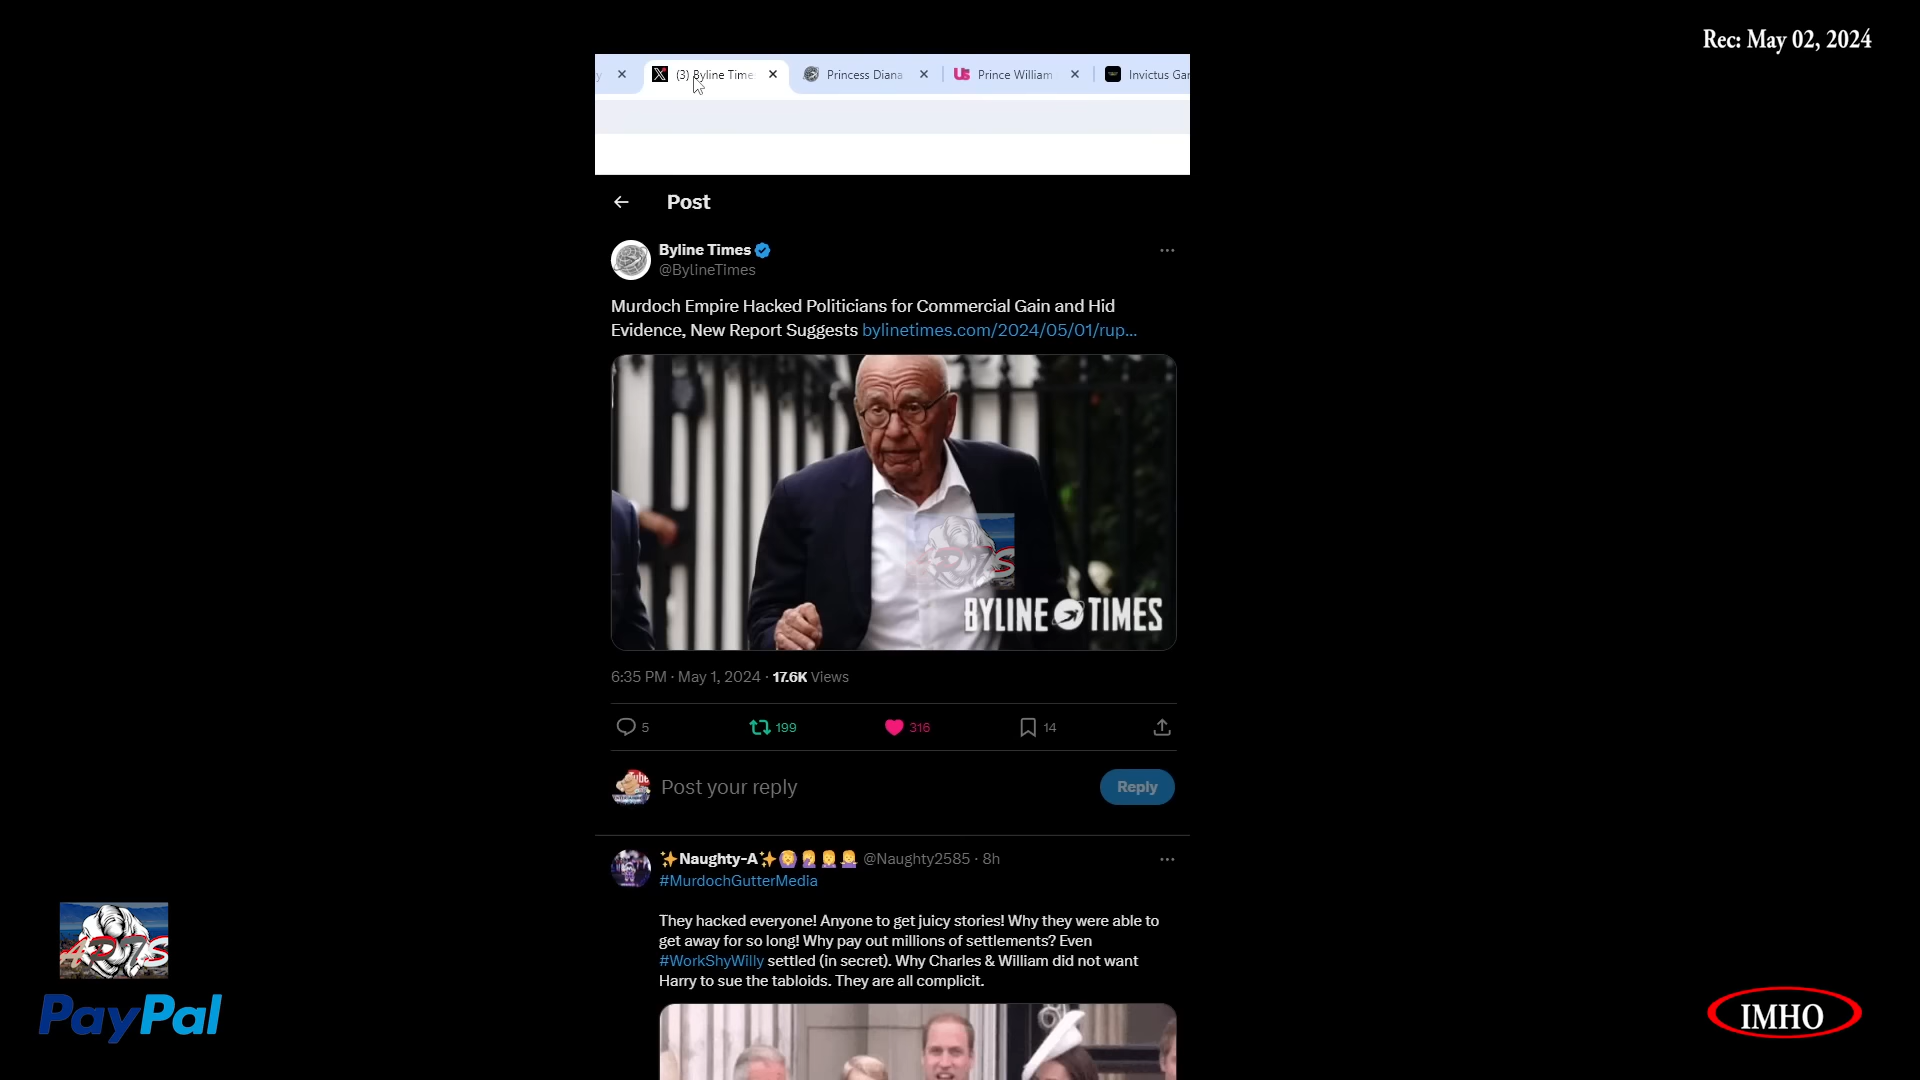 Rec: May 02, 2024
(3) Byline Time
Princess Diana
Prince William
Invictus Gar
Post
Byline Times
@BylineTimes
Murdoch Empire Hacked Politicians for Commercial Gain and Hid
Evidence, New Report Suggests bylinetimes.com/2024/05/01/rup...
BYLINE TIMES
6:35 PM · May 1, 2024 · 17.6K Views
5 199 316 14
Post your reply
Reply
✨Naughty-A✨ @Naughty2585 · 8h
#MurdochGutterMedia
They hacked everyone! Anyone to get juicy stories! Why they were able to
get away for so long! Why pay out millions of settlements? Even
#WorkShyWilly settled (in secret). Why Charles & William did not want
Harry to sue the tabloids. They are all complicit.
PayPal
IMHO